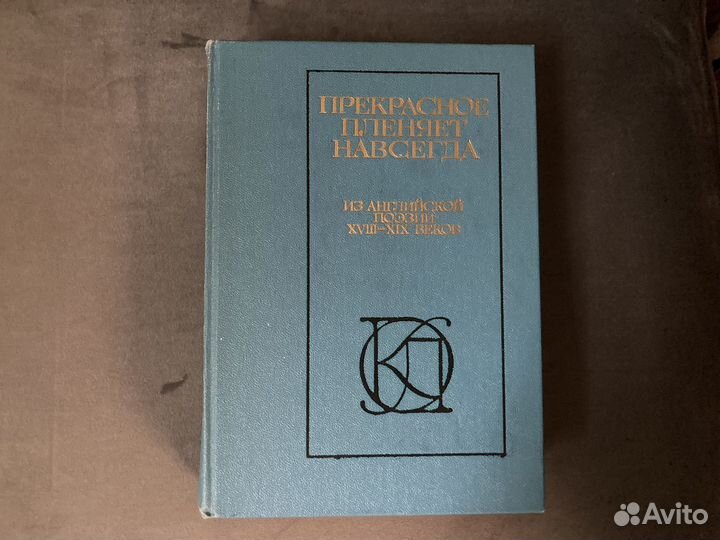 ПРЕКРАСНОЕ
ПЛЕНЯЕТ
НАВСЕГДА
ИЗ АНГЛИЙСКОЙ
ПОЭЗИИ
XVIII–XIX ВЕКОВ
Avito